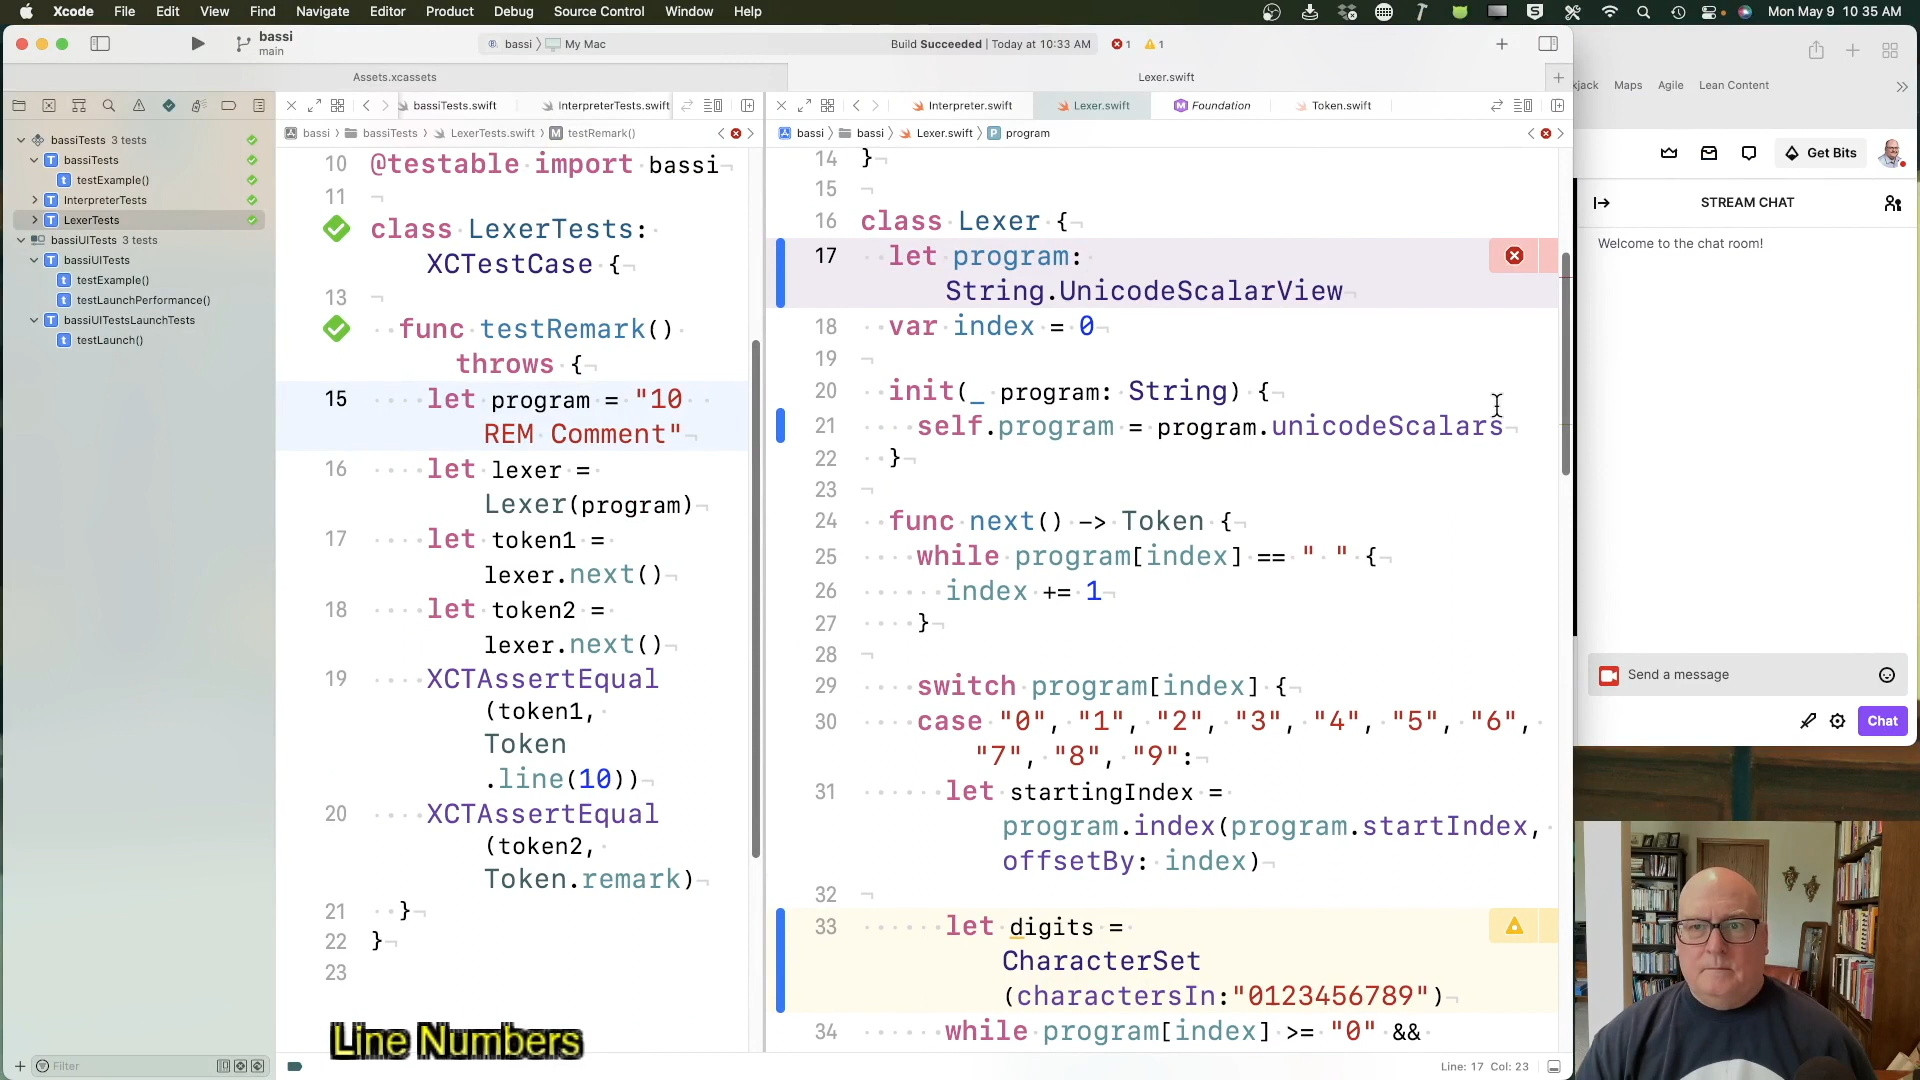 Xcode File Edit View Find Navigate Editor Product Debug Source Control Window Help
Mon May 9 10:35 AM
bassi
main
bassi 〉 My Mac
Build Succeeded | Today at 10:33 AM
1
1
Assets.xcassets
Lexer.swift
bassiTests.swift
InterpreterTests.swift
bassi 〉 bassiTests 〉 LexerTests.swift 〉 M testRemark()
Interpreter.swift
Lexer.swift
Foundation
Token.swift
bassi 〉 bassi 〉 Lexer.swift 〉 P program
bassiTests 3 tests
T bassiTests
t testExample()
T InterpreterTests
T LexerTests
bassiUITests 3 tests
T bassiUITests
t testExample()
t testLaunchPerformance()
T bassiUITestsLaunchTests
t testLaunch()
Filter
10 @testable import bassi¬
11 ¬
class LexerTests:
XCTestCase {¬
13 ¬
func testRemark()
throws {¬
15 let program = "10
REM Comment"¬
16 let lexer =
Lexer(program)¬
17 let token1 =
lexer.next()¬
18 let token2 =
lexer.next()¬
19 XCTAssertEqual
(token1,
Token
.line(10))¬
20 XCTAssertEqual
(token2,
Token.remark)¬
21 }¬
22 }¬
23
Line Numbers
14 }¬
15 ¬
16 class Lexer {¬
17 let program:
String.UnicodeScalarView¬
18 var index = 0¬
19 ¬
20 init(_ program: String) {¬
21 self.program = program.unicodeScalars¬
22 }¬
23 ¬
24 func next() -> Token {¬
25 while program[index] == " " {¬
26 index += 1¬
27 }¬
28 ¬
29 switch program[index] {¬
30 case "0", "1", "2", "3", "4", "5", "6",
"7", "8", "9":¬
31 let startingIndex =
program.index(program.startIndex,
offsetBy: index)¬
32 ¬
33 let digits =
CharacterSet
(charactersIn:"0123456789")¬
34 while program[index] >= "0" &&
Line: 17 Col: 23
Maps
Agile
Lean Content
Get Bits
STREAM CHAT
Welcome to the chat room!
Send a message
Chat